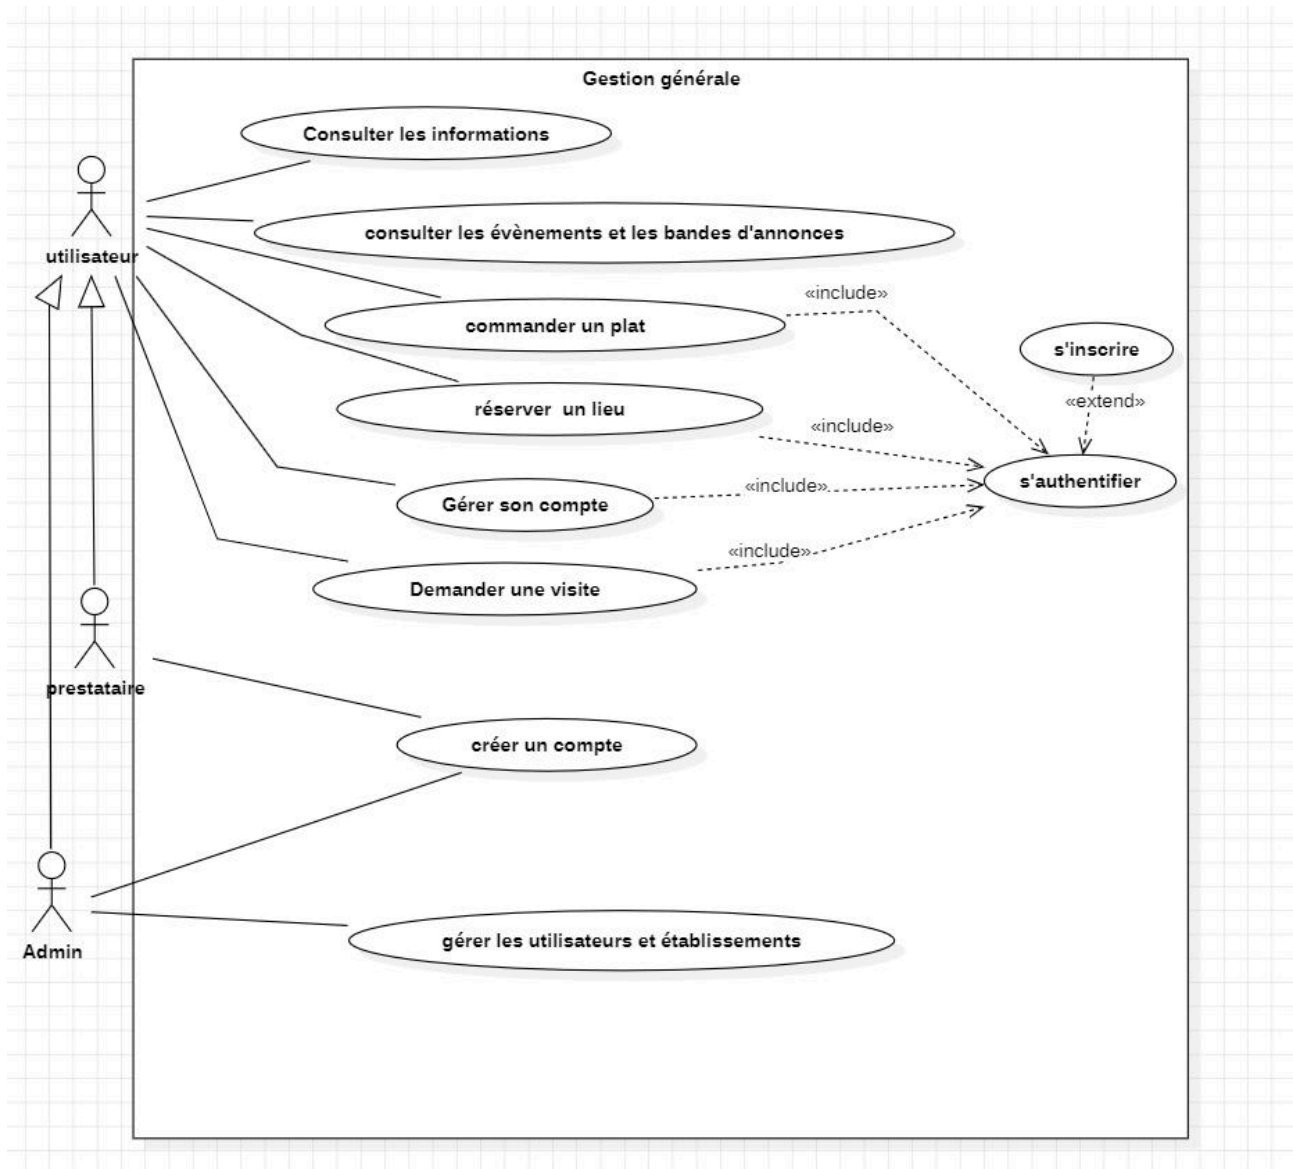 Gestion générale
Consulter les informations
utilisateur
consulter les évènements et les bandes d'annonces
«include»
commander un plat
s'inscrire
«extend»
réserver un lieu
«include»
s'authentifier
Gérer son compte
«include»
«include»
Demander une visite
prestataire
créer un compte
Admin
gérer les utilisateurs et établissements